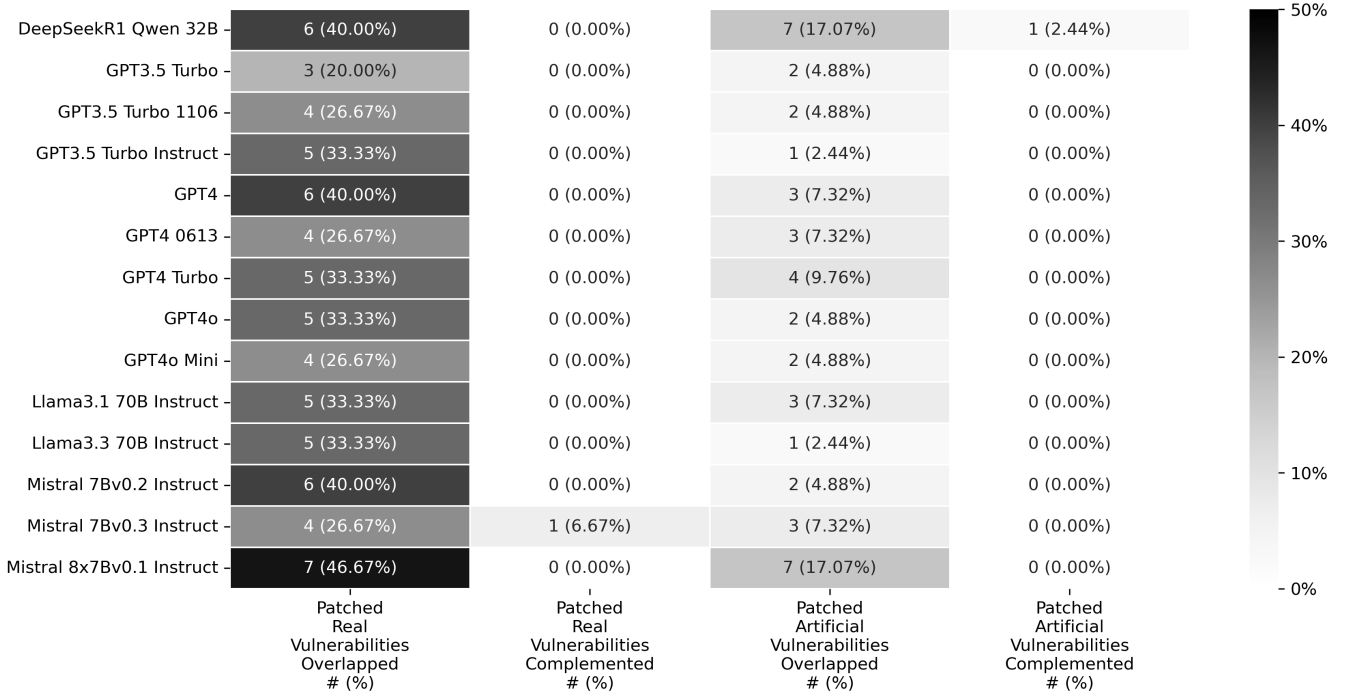 DeepSeekR1 Qwen 32B 6 (40.00%) 0 (0.00%) 7 (17.07%) 1 (2.44%)
GPT3.5 Turbo 3 (20.00%) 0 (0.00%) 2 (4.88%) 0 (0.00%)
GPT3.5 Turbo 1106 4 (26.67%) 0 (0.00%) 2 (4.88%) 0 (0.00%)
GPT3.5 Turbo Instruct 5 (33.33%) 0 (0.00%) 1 (2.44%) 0 (0.00%)
GPT4 6 (40.00%) 0 (0.00%) 3 (7.32%) 0 (0.00%)
GPT4 0613 4 (26.67%) 0 (0.00%) 3 (7.32%) 0 (0.00%)
GPT4 Turbo 5 (33.33%) 0 (0.00%) 4 (9.76%) 0 (0.00%)
GPT4o 5 (33.33%) 0 (0.00%) 2 (4.88%) 0 (0.00%)
GPT4o Mini 4 (26.67%) 0 (0.00%) 2 (4.88%) 0 (0.00%)
Llama3.1 70B Instruct 5 (33.33%) 0 (0.00%) 3 (7.32%) 0 (0.00%)
Llama3.3 70B Instruct 5 (33.33%) 0 (0.00%) 1 (2.44%) 0 (0.00%)
Mistral 7Bv0.2 Instruct 6 (40.00%) 0 (0.00%) 2 (4.88%) 0 (0.00%)
Mistral 7Bv0.3 Instruct 4 (26.67%) 1 (6.67%) 3 (7.32%) 0 (0.00%)
Mistral 8x7Bv0.1 Instruct 7 (46.67%) 0 (0.00%) 7 (17.07%) 0 (0.00%)
Patched
Real
Vulnerabilities
Overlapped
# (%)
Patched
Real
Vulnerabilities
Complemented
# (%)
Patched
Artificial
Vulnerabilities
Overlapped
# (%)
Patched
Artificial
Vulnerabilities
Complemented
# (%)
50%
40%
30%
20%
10%
0%